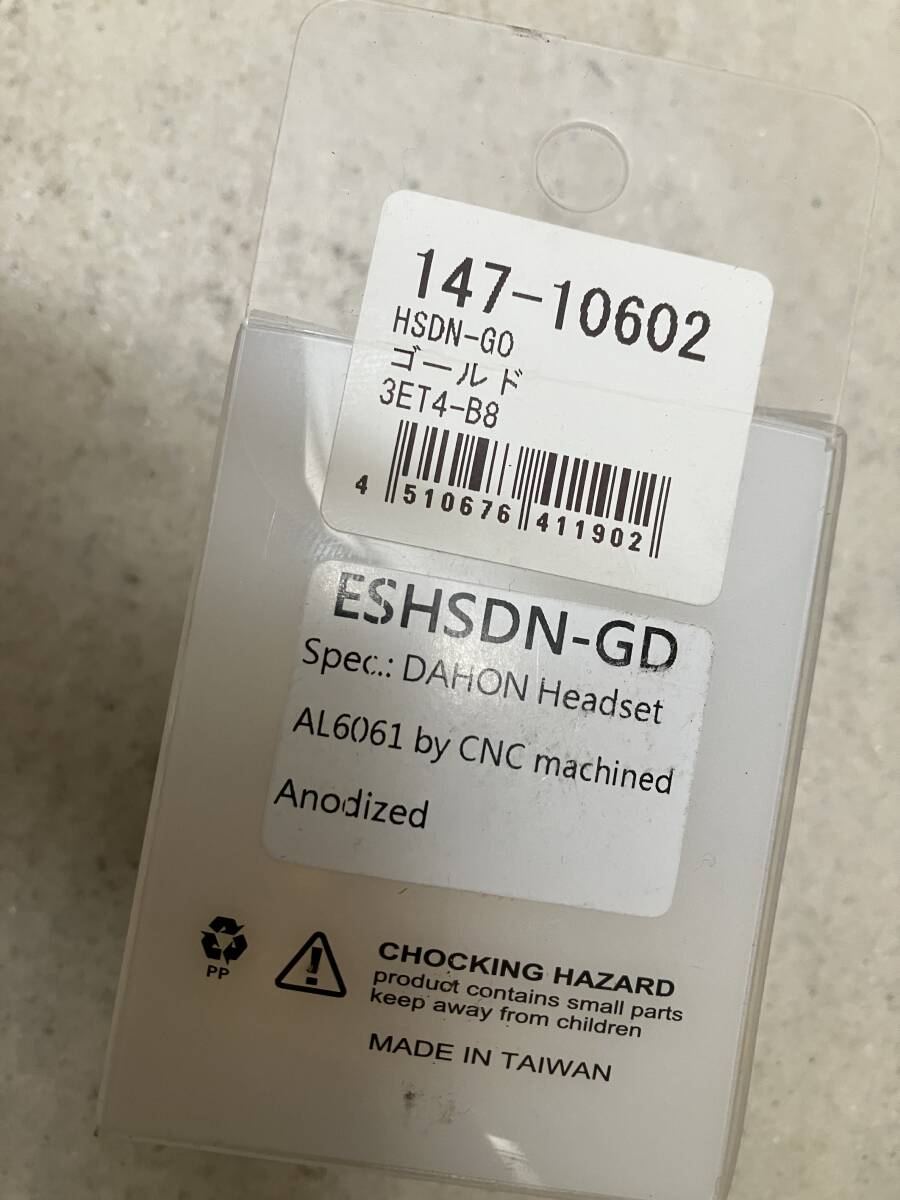 147-10602
HSDN-GO
ゴールド
3ET4-B8
4 510676 411902
ESHSDN-GD
Spec.: DAHON Headset
AL6061 by CNC machined
Anodized
PP
CHOCKING HAZARD
product contains small parts
keep away from children
MADE IN TAIWAN